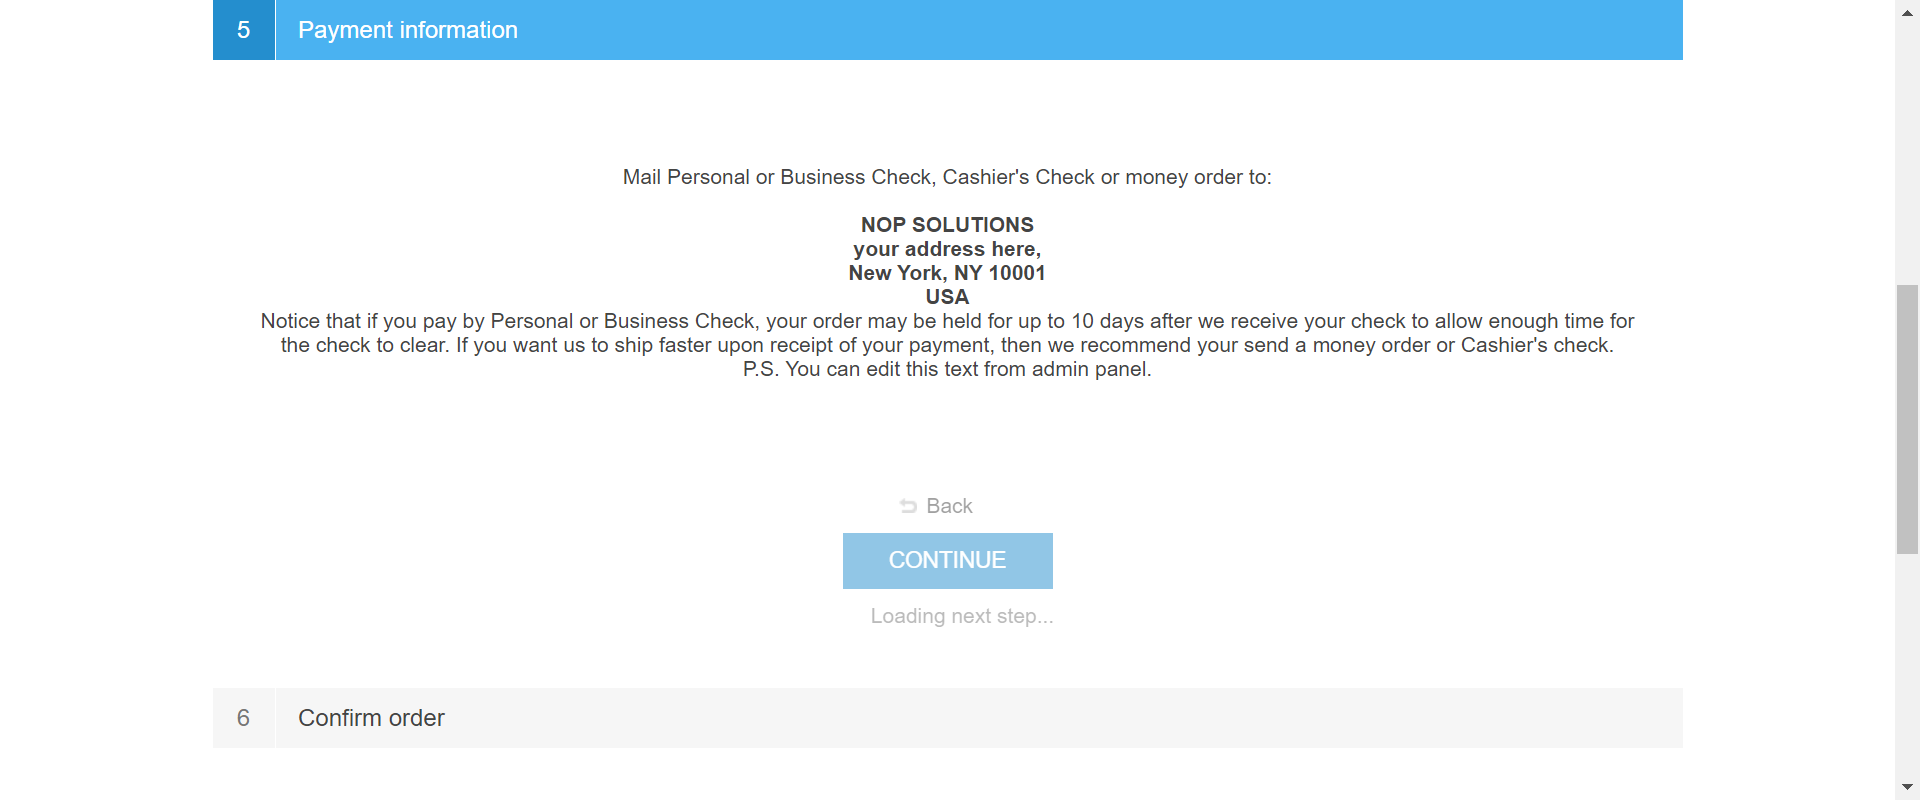 5 Payment information
Mail Personal or Business Check, Cashier's Check or money order to:
NOP SOLUTIONS
your address here,
New York, NY 10001
USA
Notice that if you pay by Personal or Business Check, your order may be held for up to 10 days after we receive your check to allow enough time for
the check to clear. If you want us to ship faster upon receipt of your payment, then we recommend your send a money order or Cashier's check.
P.S. You can edit this text from admin panel.
Back
CONTINUE
Loading next step...
6 Confirm order